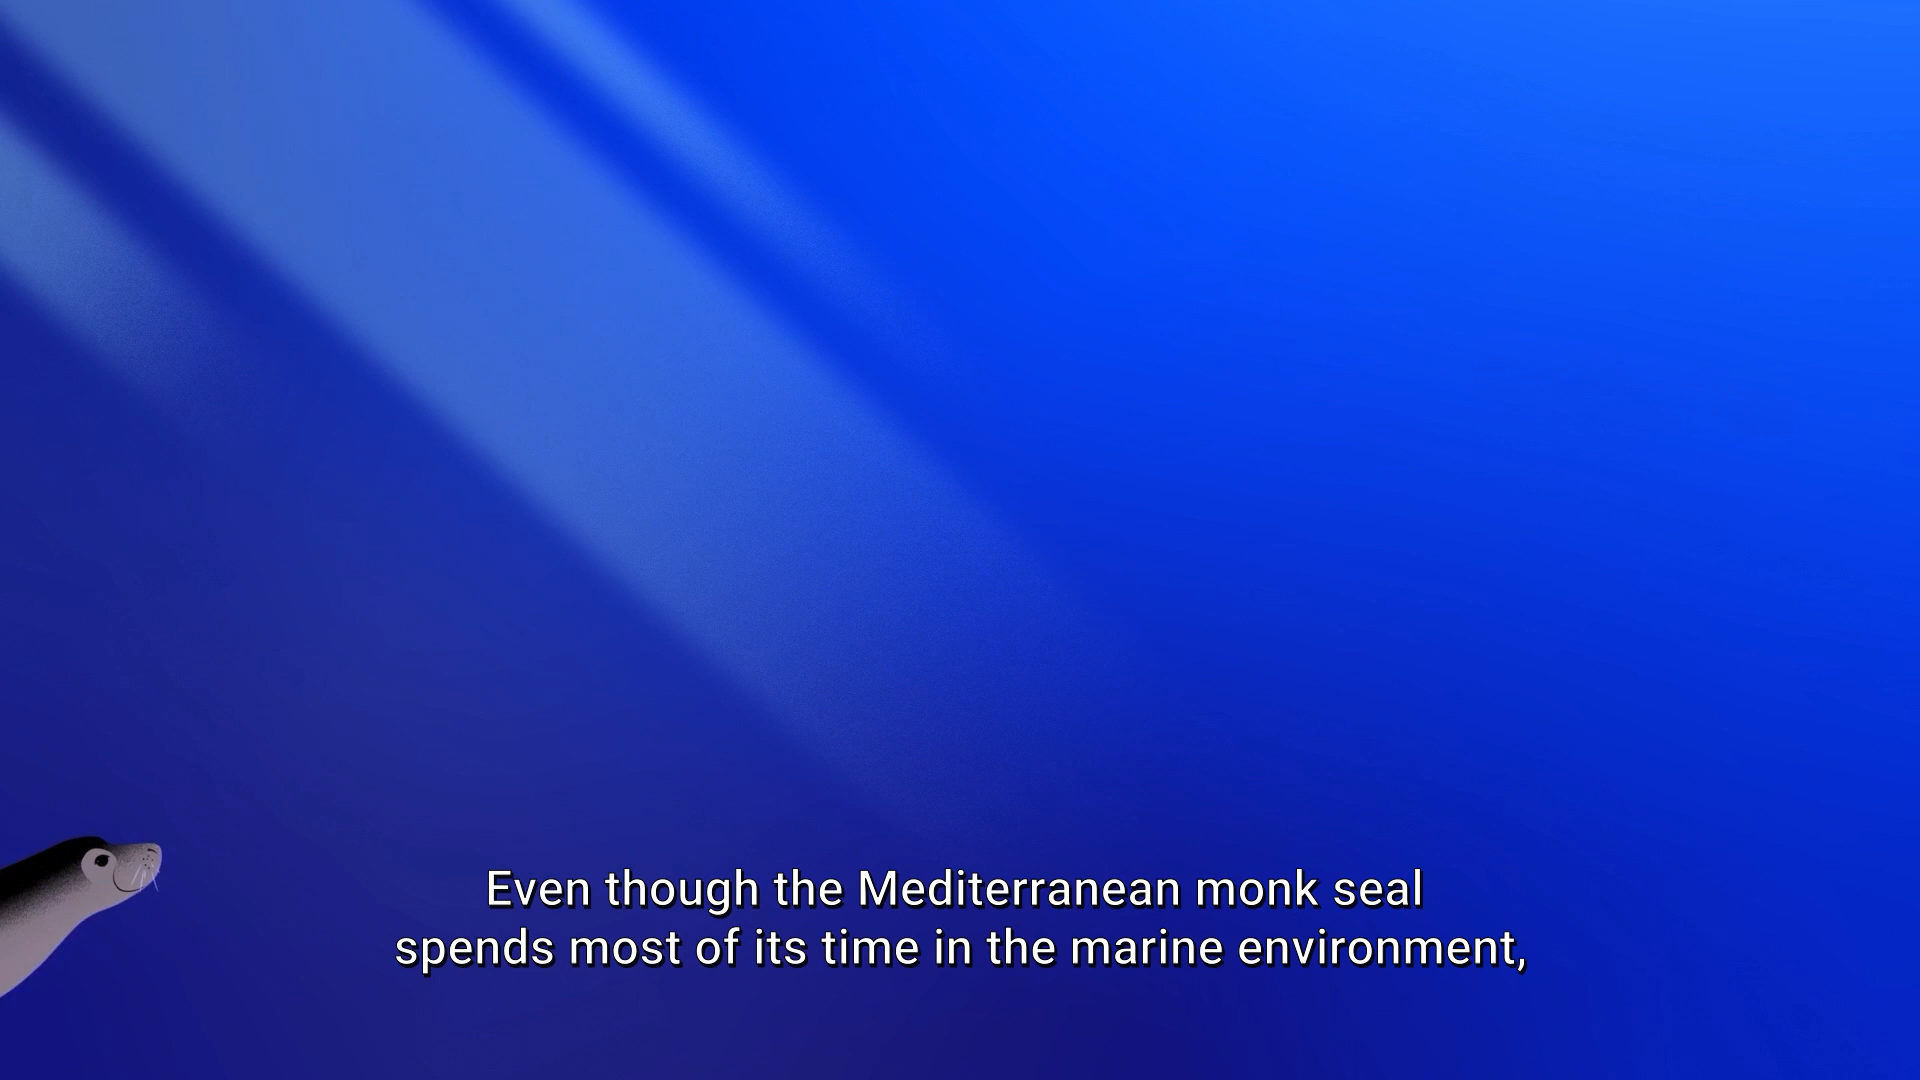 Even though the Mediterranean monk seal
spends most of its time in the marine environment,